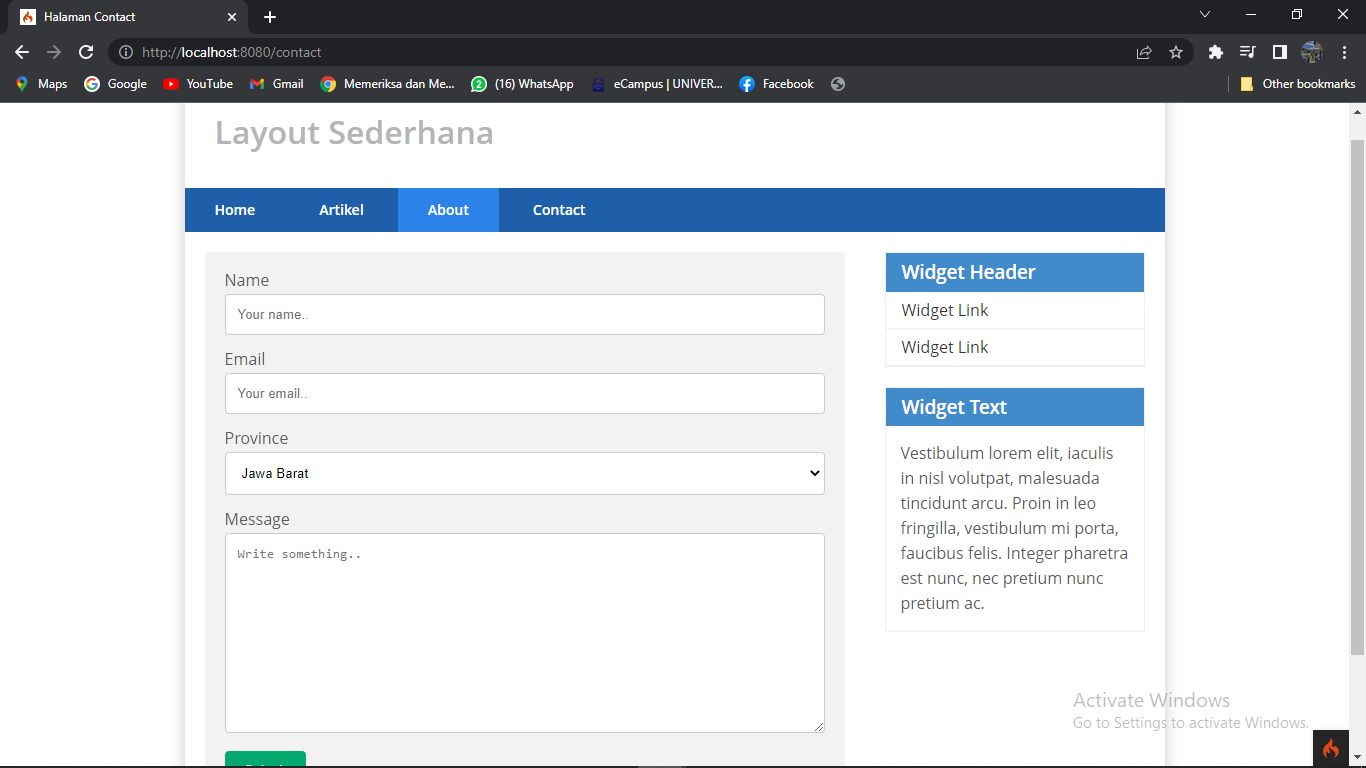 Halaman Contact
http://localhost:8080/contact
Maps Google YouTube Gmail Memeriksa dan Me... (16) WhatsApp eCampus | UNIVER... Facebook Other bookmarks
Layout Sederhana
Home Artikel About Contact
Name
Your name..
Email
Your email..
Province
Jawa Barat
Message
Write something..
Widget Header
Widget Link
Widget Link
Widget Text
Vestibulum lorem elit, iaculis
in nisl volutpat, malesuada
tincidunt arcu. Proin in leo
fringilla, vestibulum mi porta,
faucibus felis. Integer pharetra
est nunc, nec pretium nunc
pretium ac.
Activate Windows
Go to Settings to activate Windows.